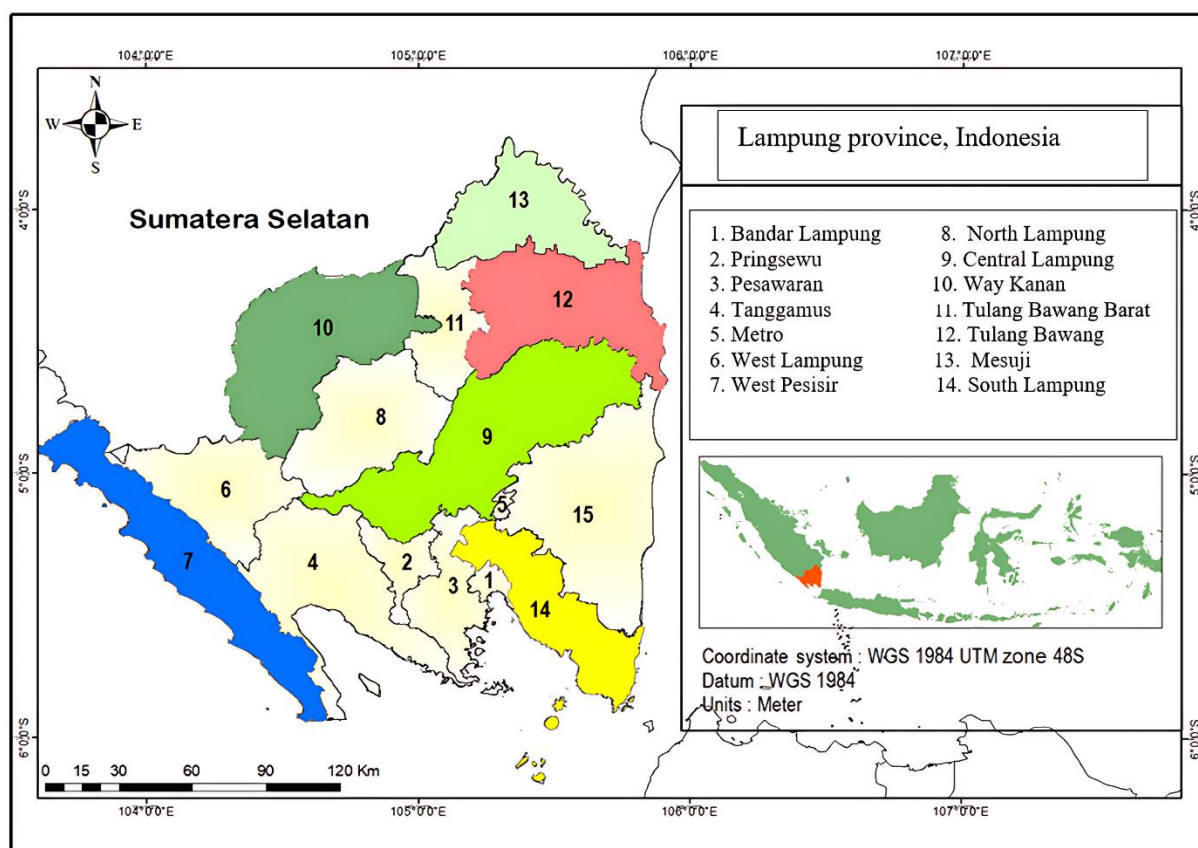 104°0'0"E 105°0'0"E 106°0'0"E 107°0'0"E
N
W E
S
Lampung province, Indonesia
4°0'0"S 4°0'0"S
Sumatera Selatan
13
1. Bandar Lampung 8. North Lampung
2. Pringsewu 9. Central Lampung
3. Pesawaran 10. Way Kanan
4. Tanggamus 11. Tulang Bawang Barat
5. Metro 12. Tulang Bawang
6. West Lampung 13. Mesuji
7. West Pesisir 14. South Lampung
12
10
11
8
9
5°0'0"S 5°0'0"S
6
5
15
7
4
2
3
1
14
Coordinate system : WGS 1984 UTM zone 48S
Datum : WGS 1984
Units : Meter
6°0'0"S 6°0'0"S
0 15 30 60 90 120 Km
104°0'0"E 105°0'0"E 106°0'0"E 107°0'0"E